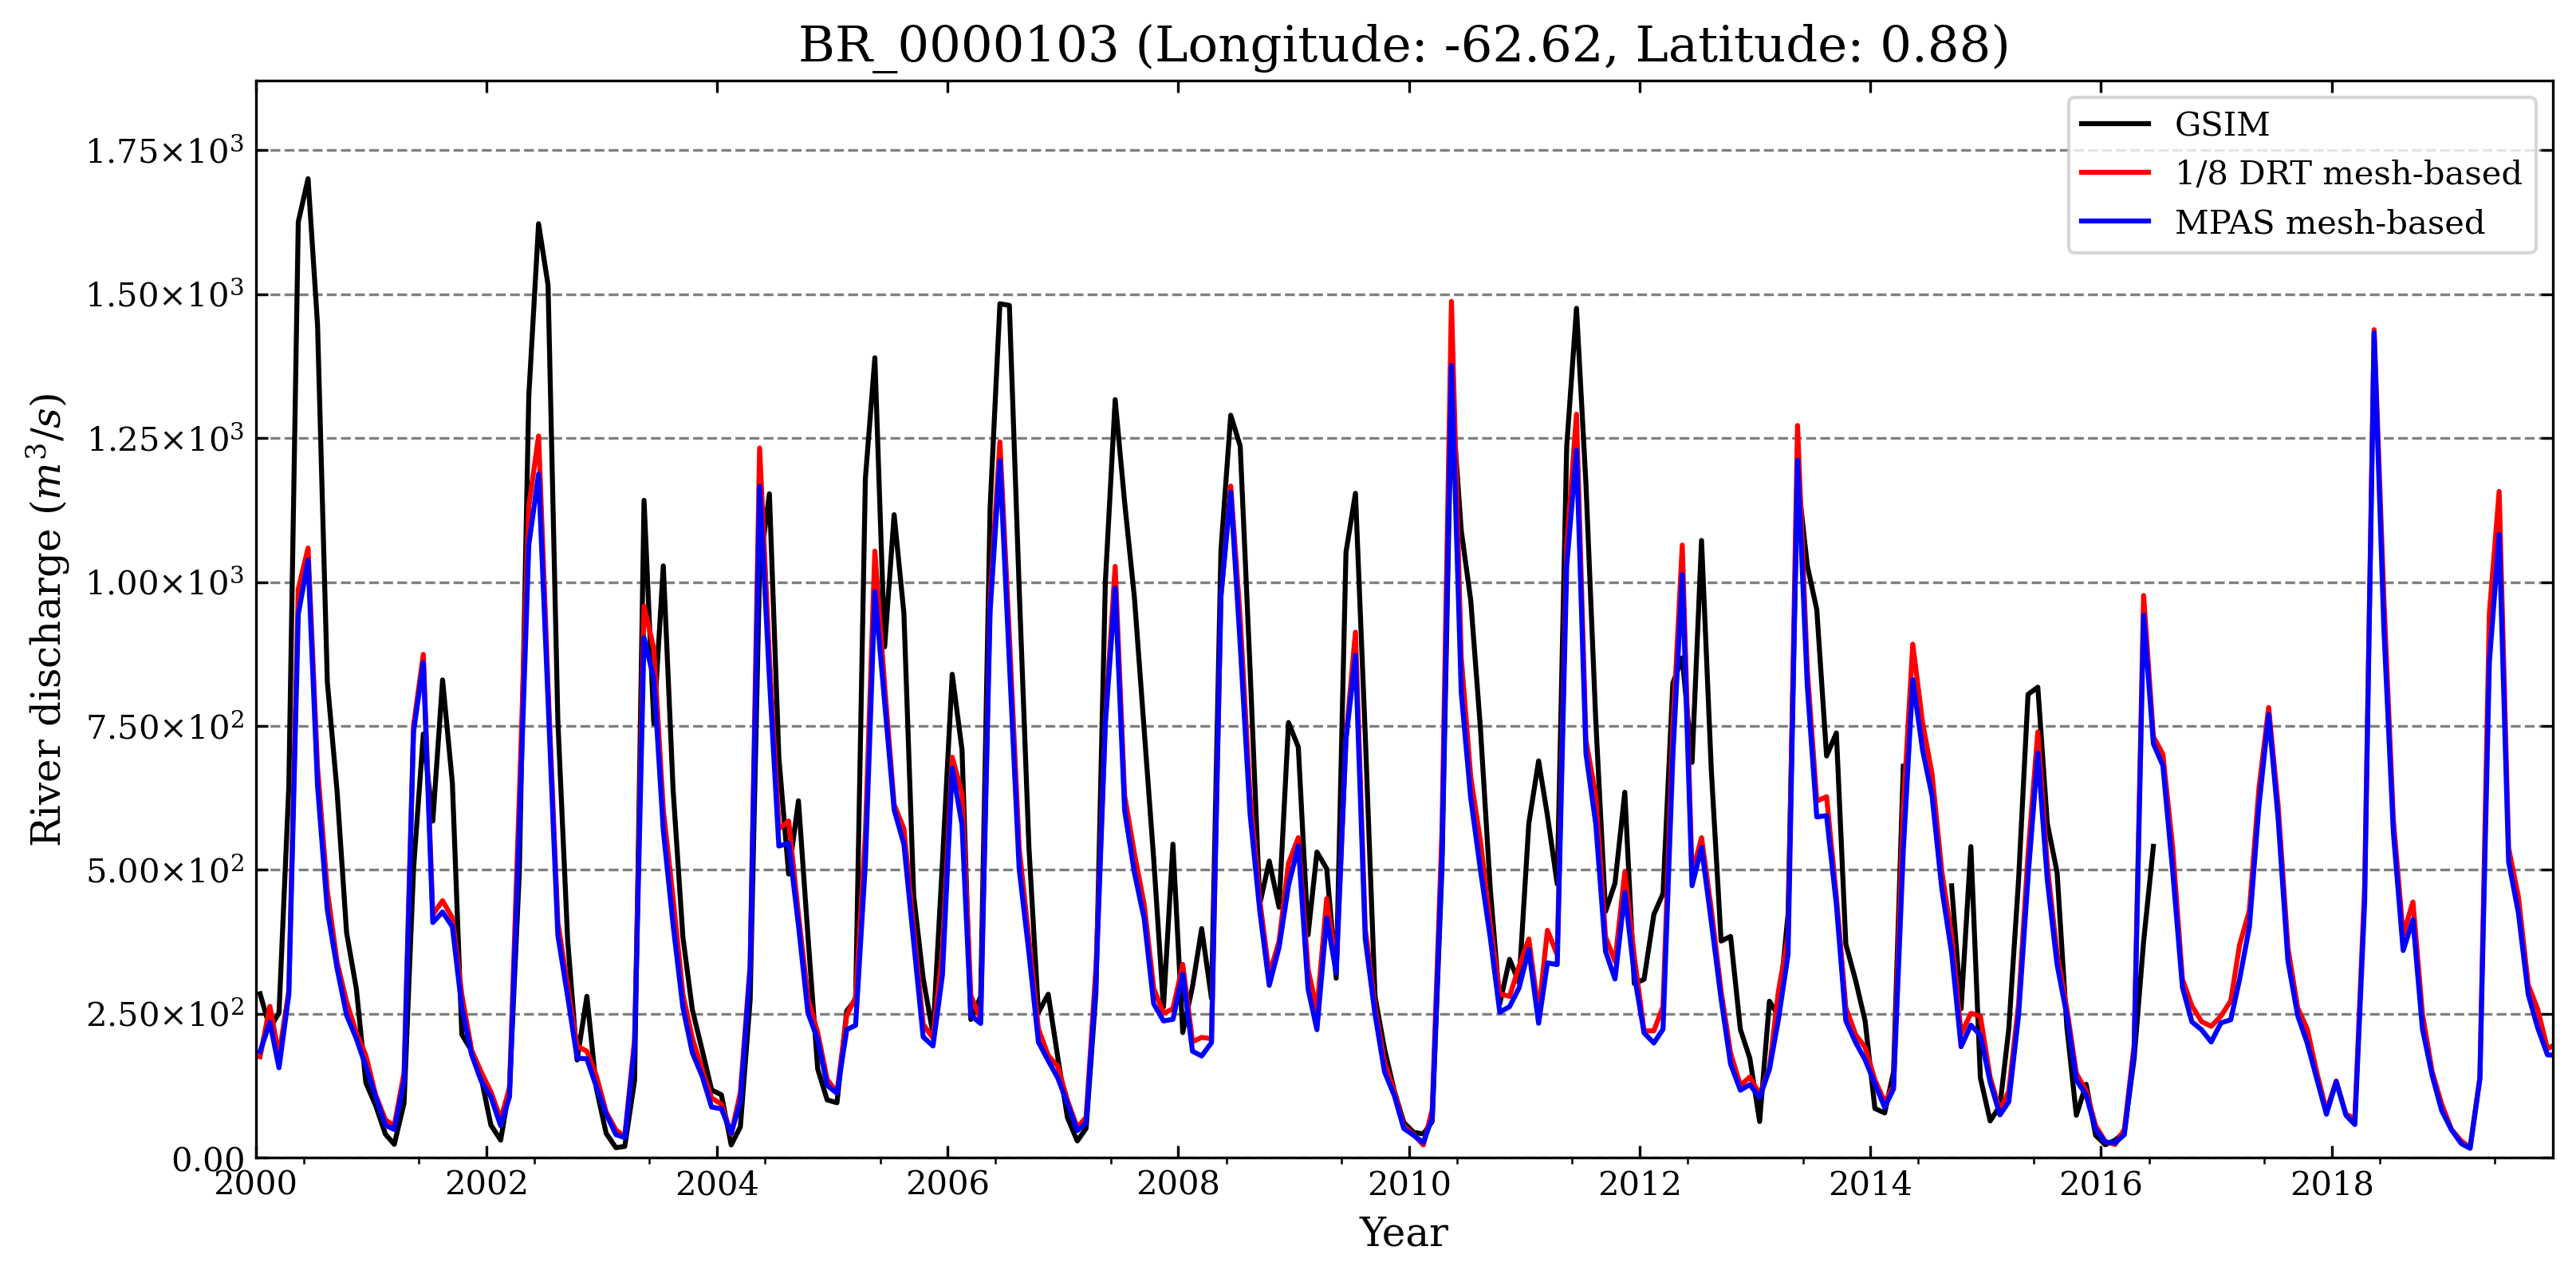 BR_0000103 (Longitude: -62.62, Latitude: 0.88)
GSIM
1/8 DRT mesh-based
MPAS mesh-based
River discharge (m³/s)
1.75×10³
1.50×10³
1.25×10³
1.00×10³
7.50×10²
5.00×10²
2.50×10²
0.00
2000 2002 2004 2006 2008 2010 2012 2014 2016 2018
Year